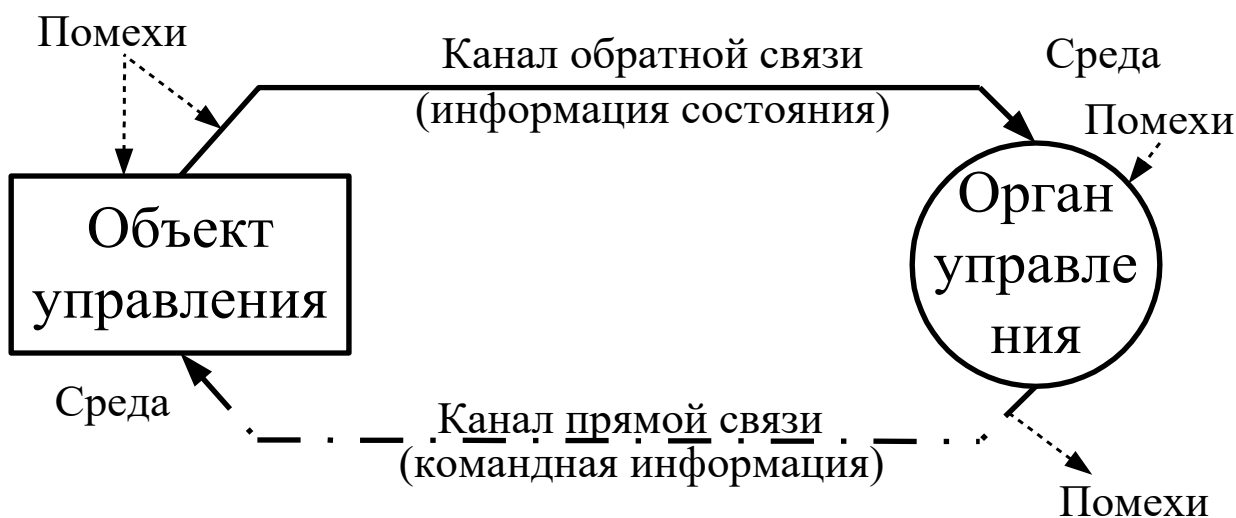 Помехи
Канал обратной связи
(информация состояния)
Среда
Помехи
Объект
управления
Орган
управле
ния
Среда
Канал прямой связи
(командная информация)
Помехи